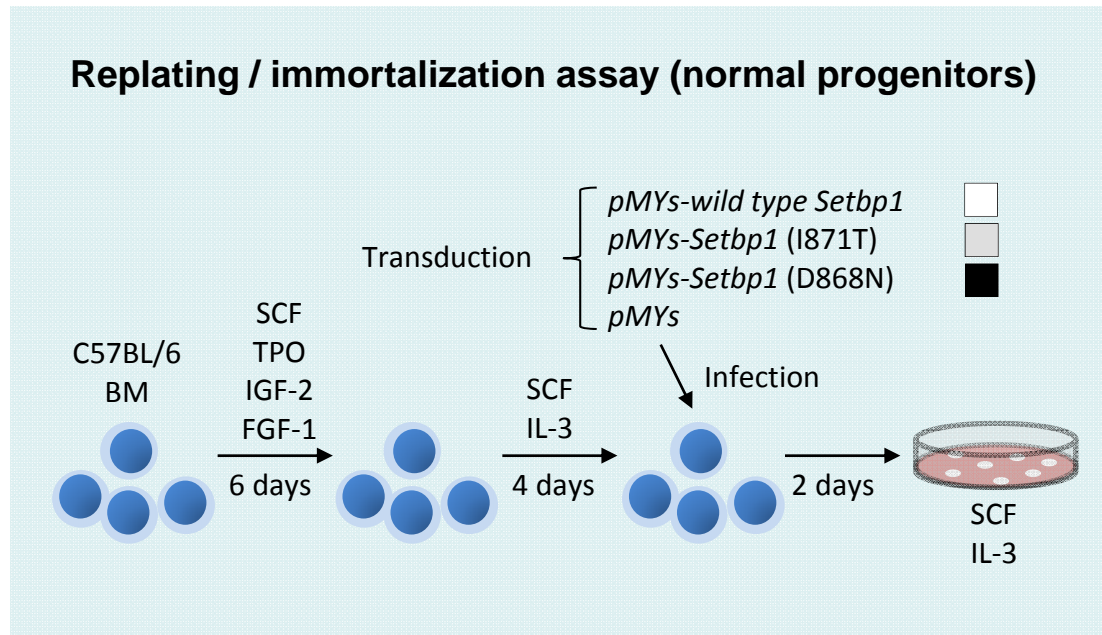 Replating / immortalization assay (normal progenitors)
pMYs-wild type Setbp1
pMYs-Setbp1 (I871T)
Transduction
pMYs-Setbp1 (D868N)
pMYs
C57BL/6
BM
SCF
TPO
IGF-2
FGF-1
6 days
SCF
IL-3
4 days
Infection
2 days
SCF
IL-3